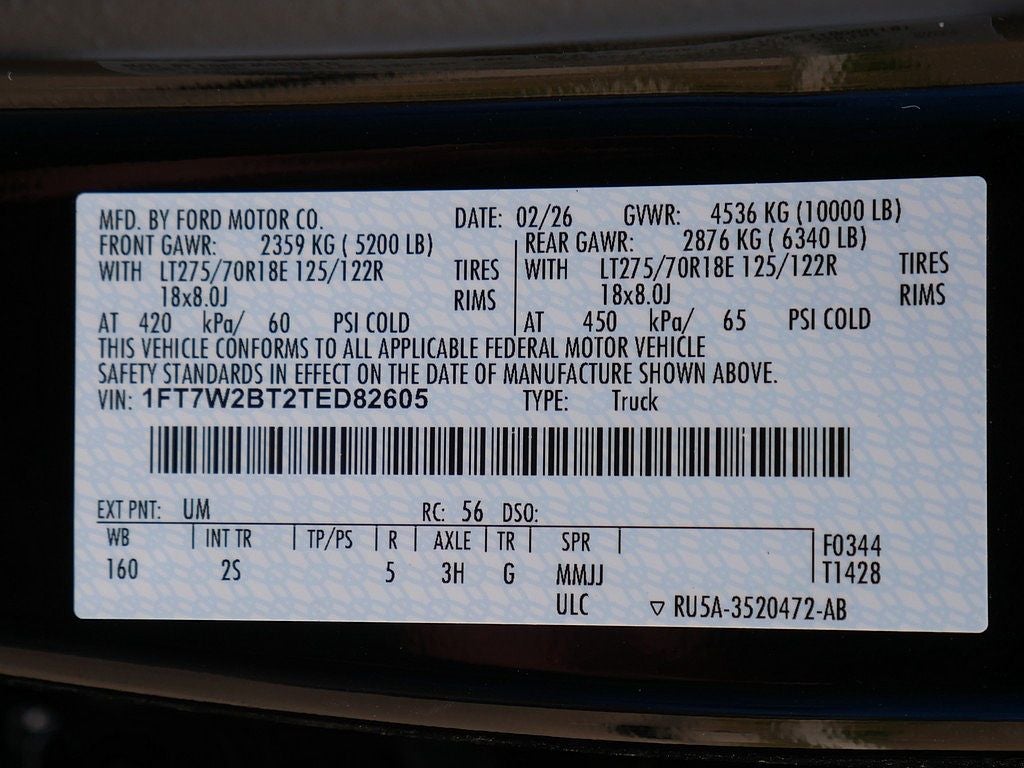 MFD. BY FORD MOTOR CO. DATE: 02/26 GVWR: 4536 KG (10000 LB)
FRONT GAWR: 2359 KG ( 5200 LB) REAR GAWR: 2876 KG ( 6340 LB)
WITH LT275/70R18E 125/122R TIRES WITH LT275/70R18E 125/122R TIRES
18x8.0J RIMS 18x8.0J RIMS
AT 420 kPa/ 60 PSI COLD AT 450 kPa/ 65 PSI COLD
THIS VEHICLE CONFORMS TO ALL APPLICABLE FEDERAL MOTOR VEHICLE
SAFETY STANDARDS IN EFFECT ON THE DATE OF MANUFACTURE SHOWN ABOVE.
VIN: 1FT7W2BT2TED82605 TYPE: Truck
EXT PNT: UM RC: 56 DSO:
WB INT TR TP/PS R AXLE TR SPR F0344
160 2S 5 3H G MMJJ T1428
ULC ▽ RU5A-3520472-AB